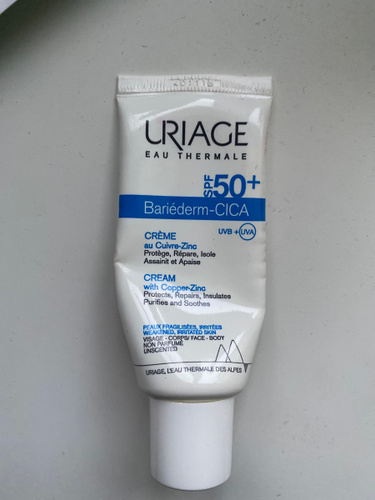 URIAGE
EAU THERMALE
SPF 50+
Bariéderm-CICA
UVB + UVA
CRÈME
au Cuivre-Zinc
Protège, Répare, Isole
Assainit et Apaise
CREAM
with Copper-Zinc
Protects, Repairs, Insulates
Purifies and Soothes
PEAUX FRAGILISÉES, IRRITÉES
WEAKENED, IRRITATED SKIN
VISAGE - CORPS/ FACE - BODY
NON PARFUMÉ
UNSCENTED
URIAGE, L'EAU THERMALE DES ALPES